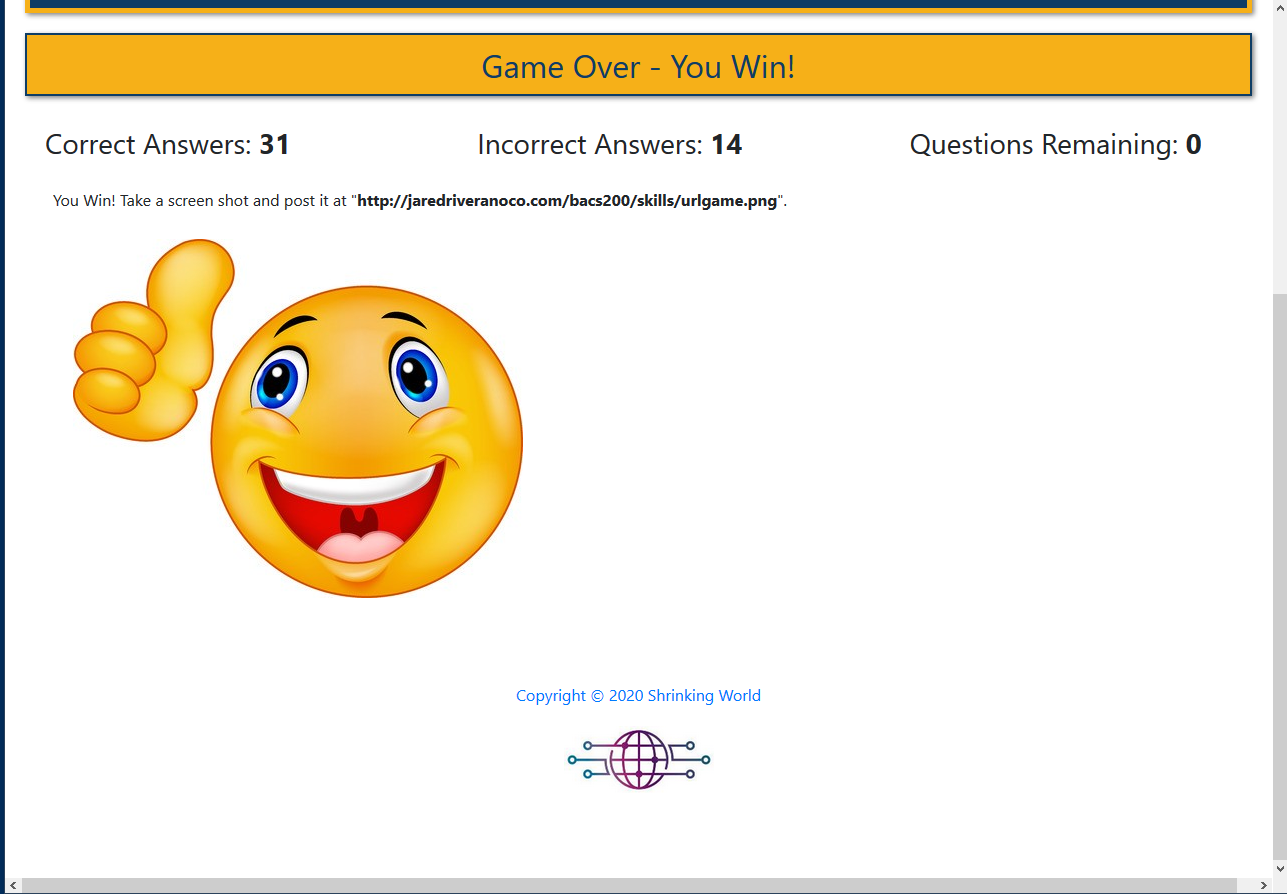 Game Over - You Win!
Correct Answers: 31 Incorrect Answers: 14 Questions Remaining: 0
You Win! Take a screen shot and post it at "http://jaredriveranoco.com/bacs200/skills/urlgame.png".
Copyright © 2020 Shrinking World